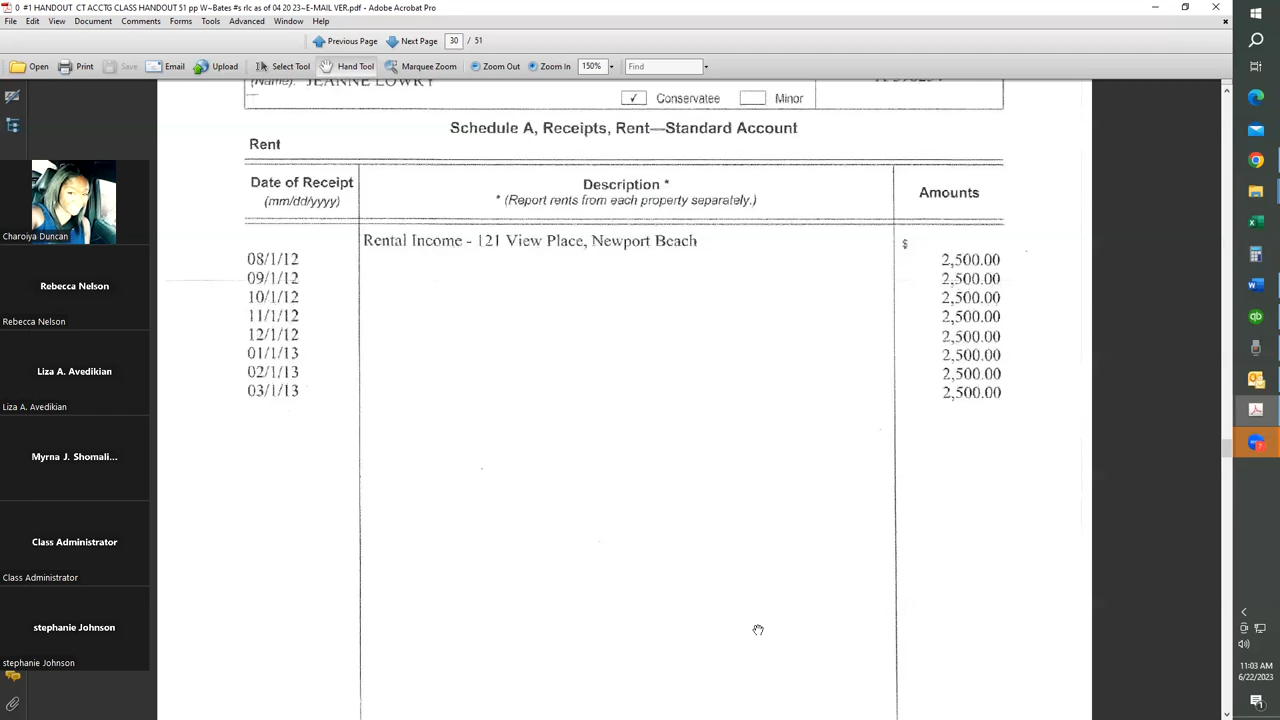 0 #1 HANDOUT CT ACCTG CLASS HANDOUT 51 pp W~Bates #s rlc as of 04 20 23~E-MAIL VER.pdf - Adobe Acrobat Pro
File Edit View Document Comments Forms Tools Advanced Window Help
Previous Page Next Page 30 / 51
Open Print Save Email Upload Select Tool Hand Tool Marquee Zoom Zoom Out Zoom In 150% Find
(Name): JEANNE LOWRY
✓ Conservatee Minor
Schedule A, Receipts, Rent—Standard Account
Rent
Date of Receipt
(mm/dd/yyyy)
Description *
* (Report rents from each property separately.)
Amounts
Rental Income - 121 View Place, Newport Beach $
08/1/12 2,500.00
09/1/12 2,500.00
10/1/12 2,500.00
11/1/12 2,500.00
12/1/12 2,500.00
01/1/13 2,500.00
02/1/13 2,500.00
03/1/13 2,500.00
Charoiya Duncan
Rebecca Nelson
Rebecca Nelson
Liza A. Avedikian
Liza A. Avedikian
Myrna J. Shomali...
Class Administrator
Class Administrator
stephanie Johnson
stephanie Johnson
11:03 AM
6/22/2023